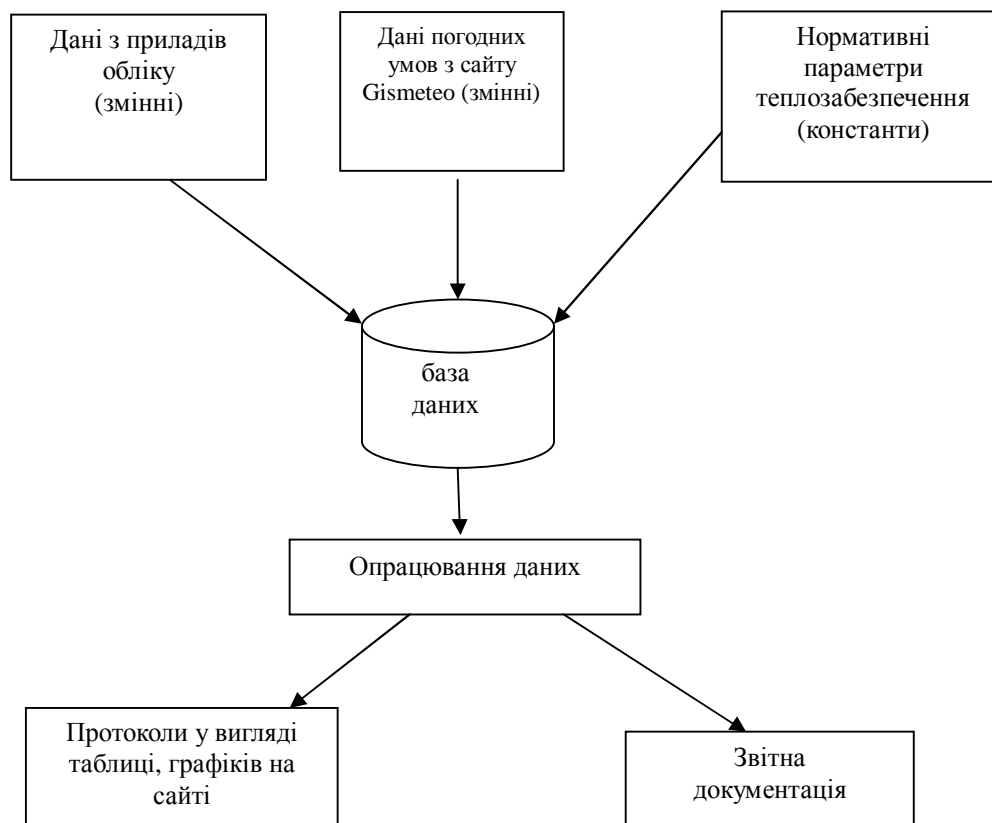 Дані з приладів
обліку
(змінні)
Дані погодних
умов з сайту
Gismeteo (змінні)
Нормативні
параметри
теплозабезпечення
(константи)
база
даних
Опрацювання даних
Протоколи у вигляді
таблиці, графіків на
сайті
Звітна
документація